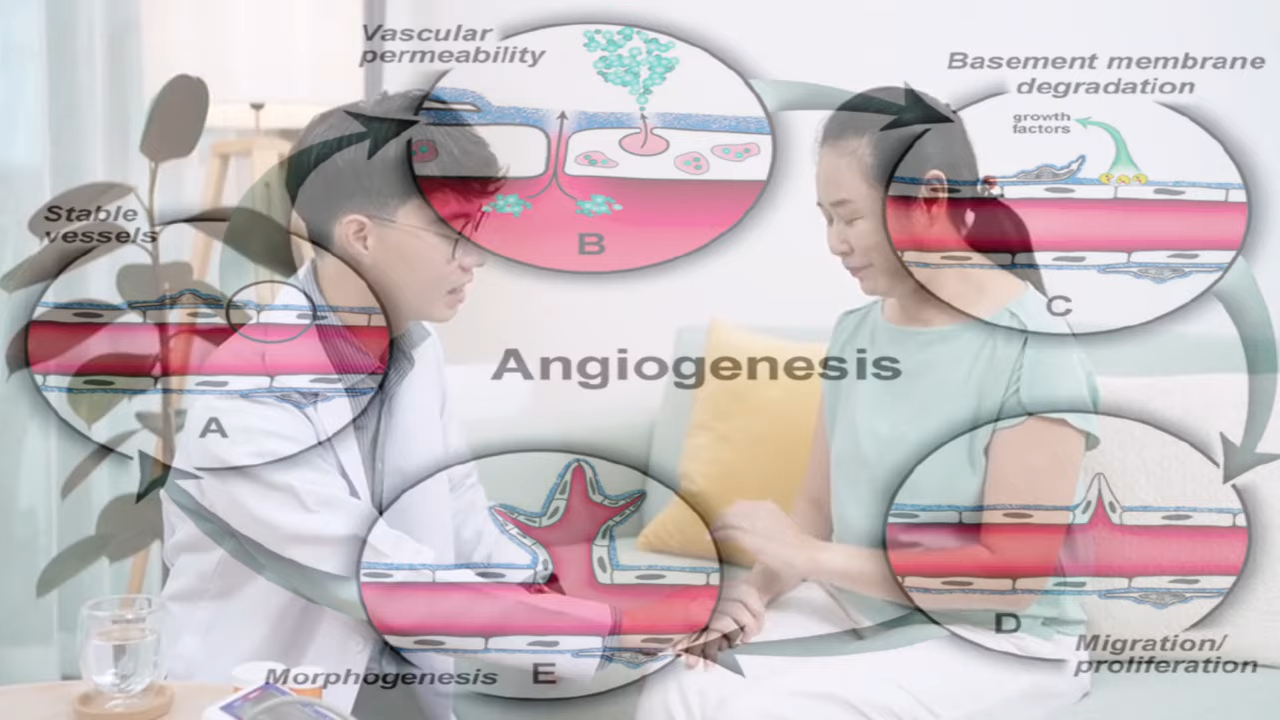 Vascular
permeability
Basement membrane
degradation
growth
factors
Stable
vessels
B
C
Angiogenesis
A
D
Migration/
proliferation
Morphogenesis
E